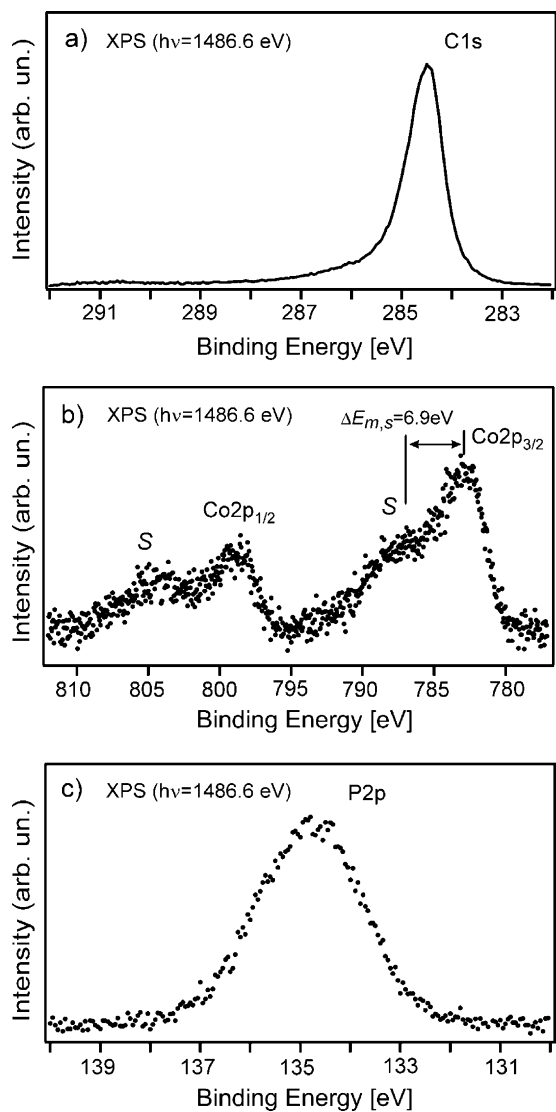 a) XPS (hν=1486.6 eV) C1s
Intensity (arb. un.)
291 289 287 285 283
Binding Energy [eV]
b) XPS (hν=1486.6 eV) ΔEm,s=6.9eV
Co2p3/2
S
Co2p1/2
S
Intensity (arb. un.)
810 805 800 795 790 785 780
Binding Energy [eV]
c) XPS (hν=1486.6 eV) P2p
Intensity (arb. un.)
139 137 135 133 131
Binding Energy [eV]